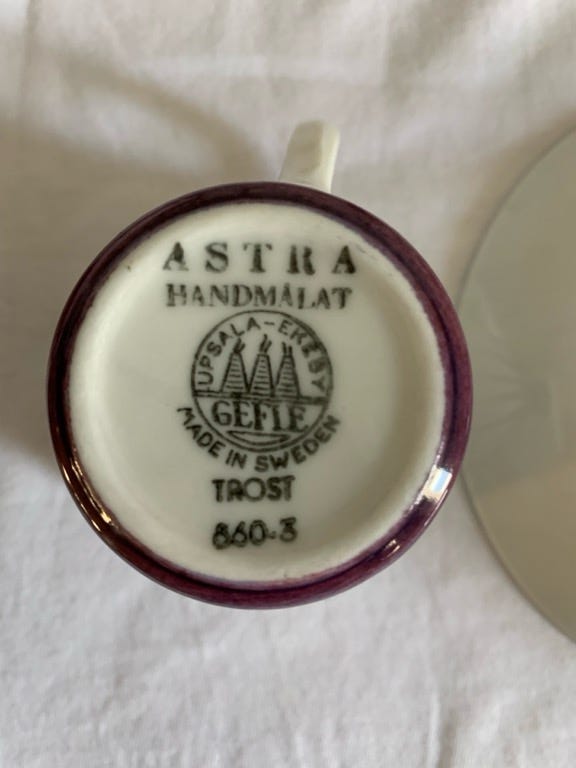 ASTRA
HANDMÅLAT
UPSALA-EKEBY
GEFLE
MADE IN SWEDEN
TROST
860-3